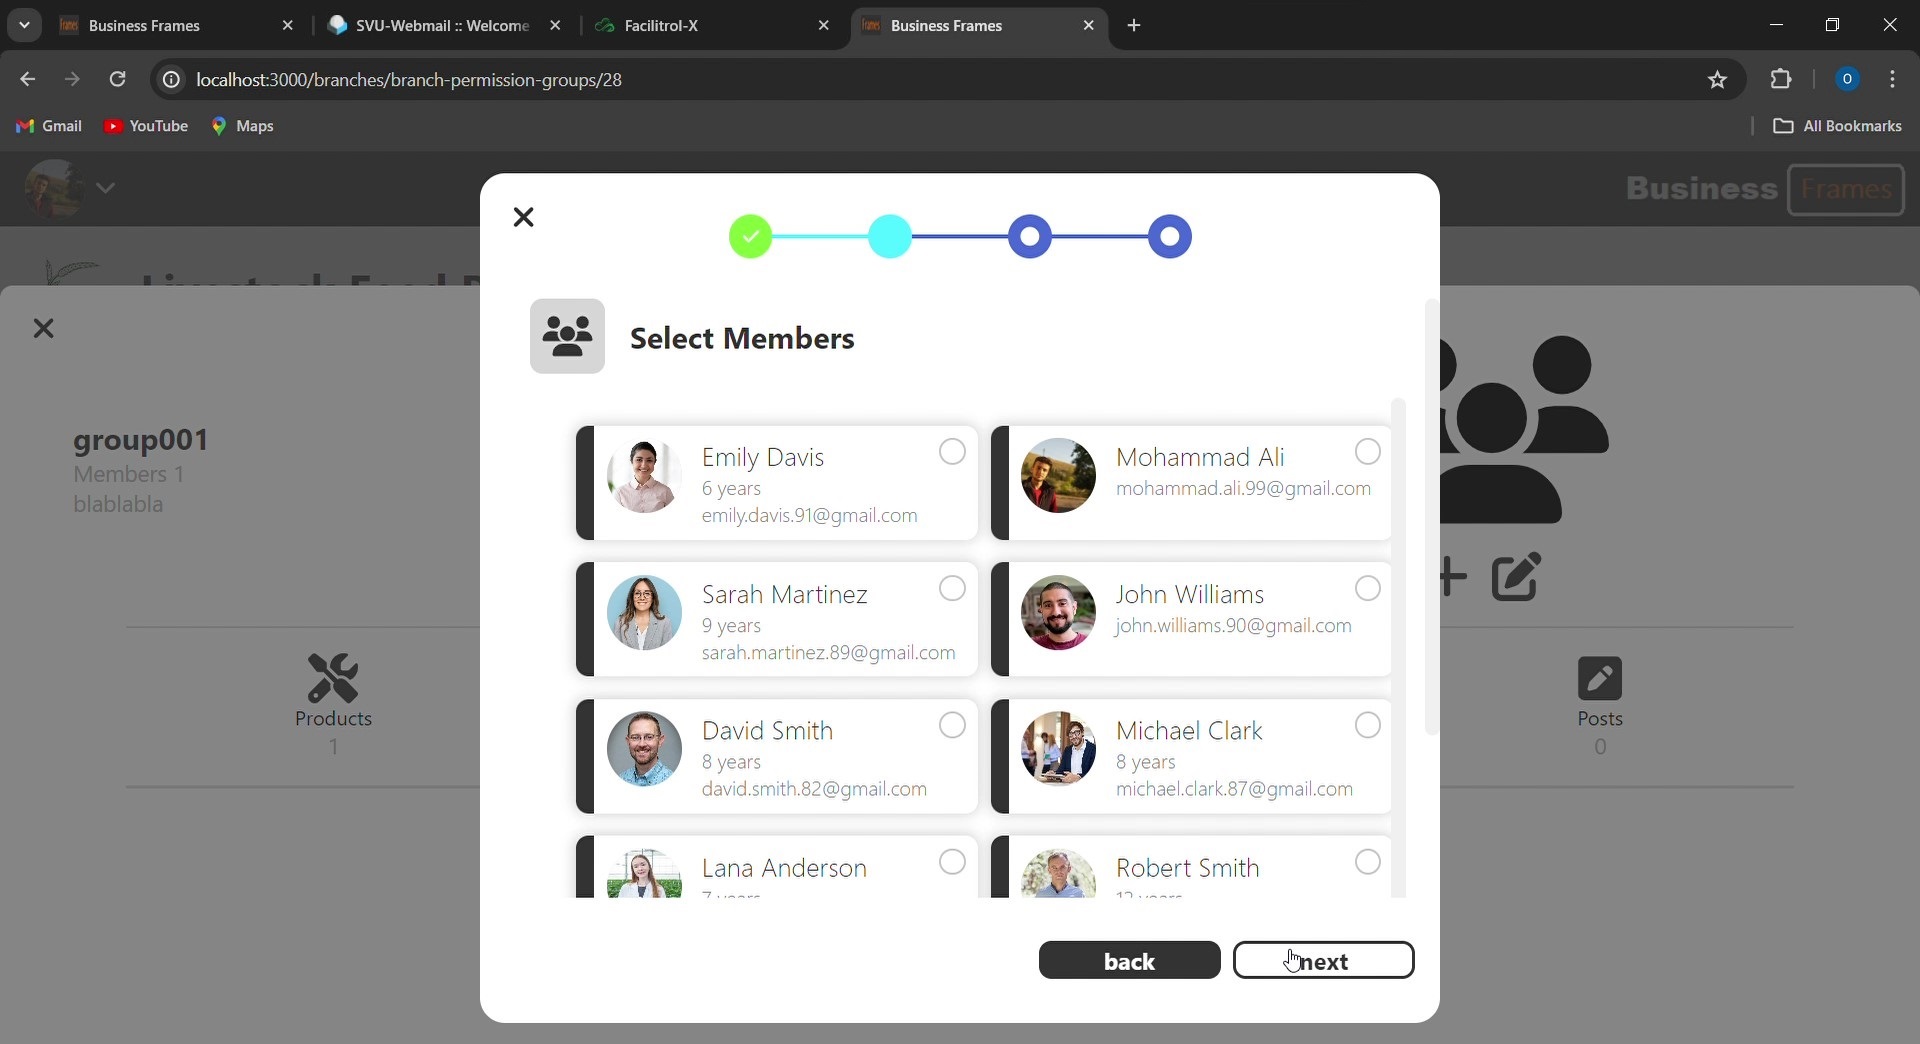 Business Frames
SVU-Webmail :: Welcome
Facilitrol-X
Business Frames
localhost:3000/branches/branch-permission-groups/28
O
Gmail
YouTube
Maps
All Bookmarks
Business Frames
group001
Members 1
blablabla
Products
1
Posts
0
Select Members
Emily Davis
6 years
emily.davis.91@gmail.com
Mohammad Ali
mohammad.ali.99@gmail.com
Sarah Martinez
9 years
sarah.martinez.89@gmail.com
John Williams
john.williams.90@gmail.com
David Smith
8 years
david.smith.82@gmail.com
Michael Clark
8 years
michael.clark.87@gmail.com
Lana Anderson
7 years
Robert Smith
12 years
back
next